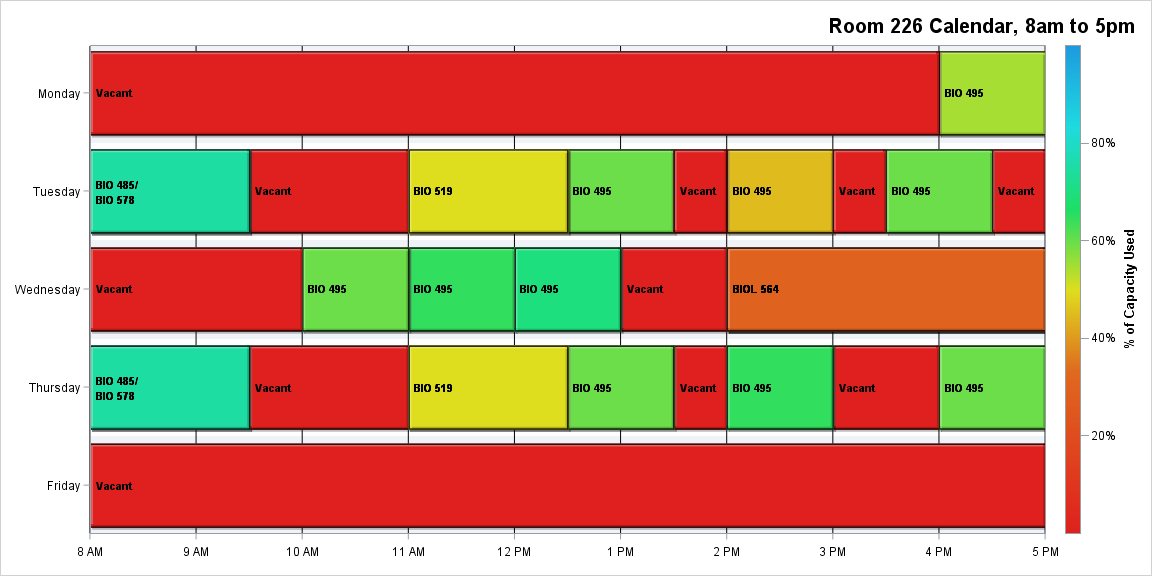 Room 226 Calendar, 8am to 5pm
Monday
Vacant
BIO 495
Tuesday
BIO 485/
BIO 578
Vacant
BIO 519
BIO 495
Vacant
BIO 495
Vacant
BIO 495
Vacant
Wednesday
Vacant
BIO 495
BIO 495
BIO 495
Vacant
BIOL 564
Thursday
BIO 485/
BIO 578
Vacant
BIO 519
BIO 495
Vacant
BIO 495
Vacant
BIO 495
Friday
Vacant
8 AM
9 AM
10 AM
11 AM
12 PM
1 PM
2 PM
3 PM
4 PM
5 PM
80%
60%
40%
20%
% of Capacity Used